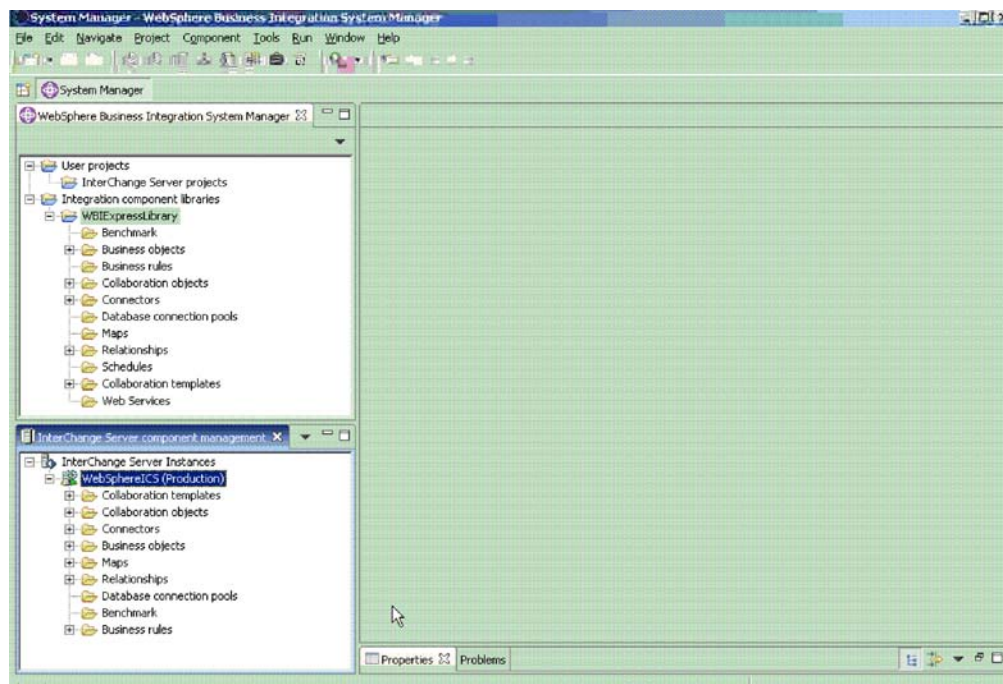 System Manager - WebSphere Business Integration System Manager
File Edit Navigate Project Component Tools Run Window Help
System Manager
WebSphere Business Integration System Manager
User projects
InterChange Server projects
Integration component libraries
WBIExpressLibrary
Benchmark
Business objects
Business rules
Collaboration objects
Connectors
Database connection pools
Maps
Relationships
Schedules
Collaboration templates
Web Services
InterChange Server component management
InterChange Server Instances
WebSphereICS (Production)
Collaboration templates
Collaboration objects
Connectors
Business objects
Maps
Relationships
Database connection pools
Benchmark
Business rules
Properties Problems